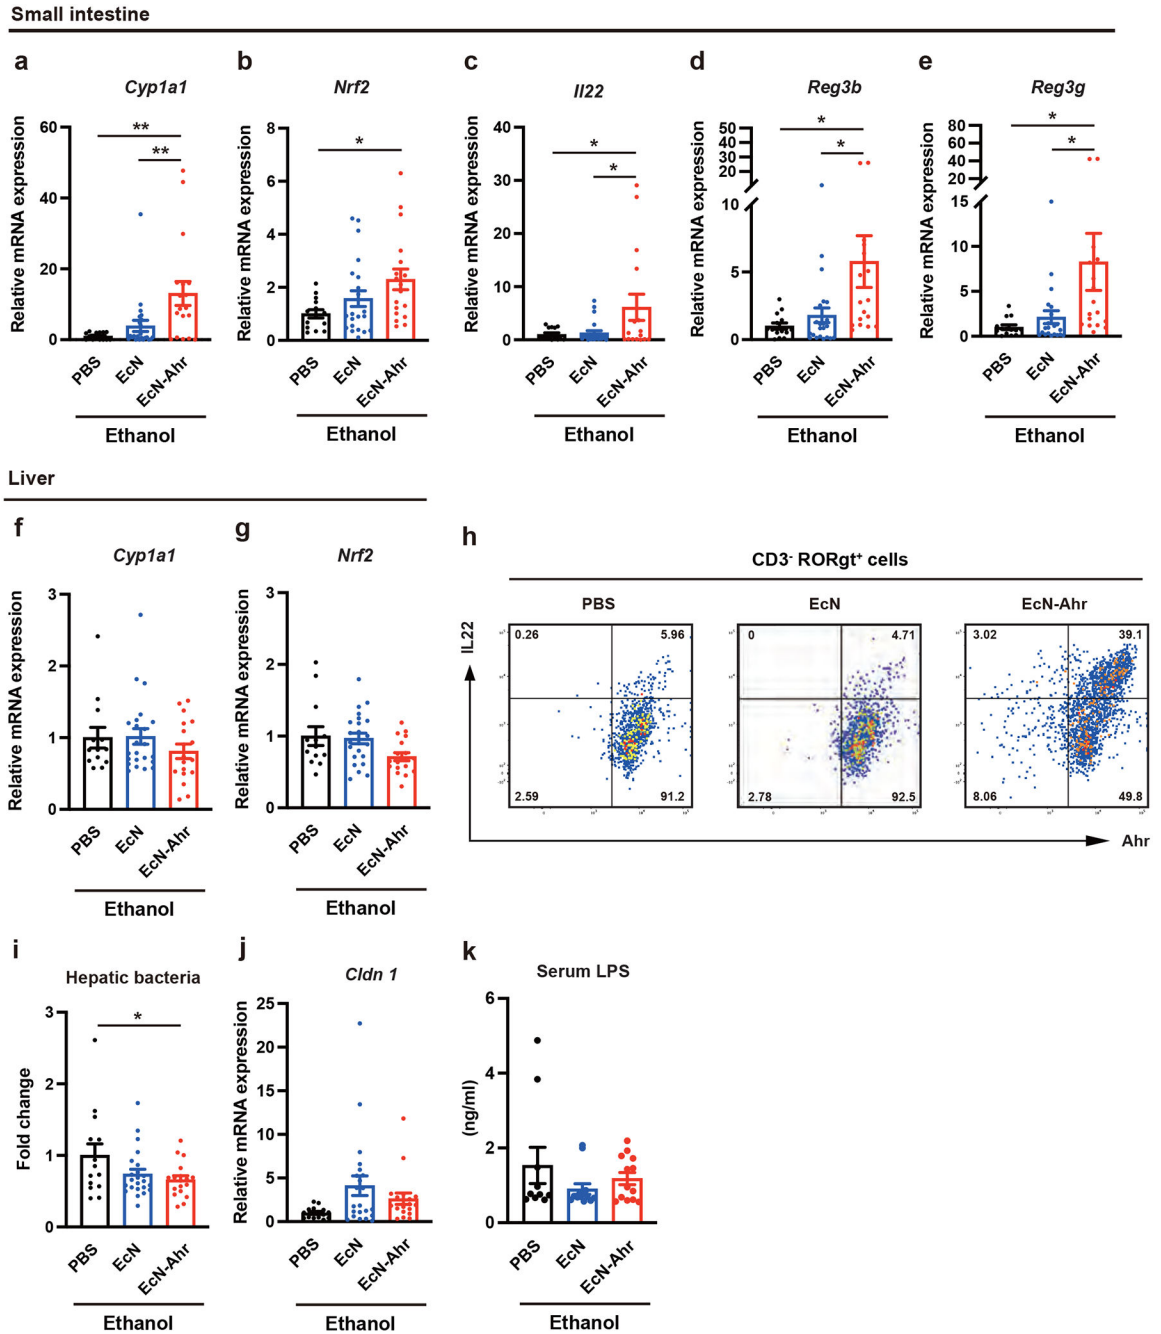 Small intestine
a
Cyp1a1
Relative mRNA expression
60
40
20
0
**
**
PBS
EcN
EcN-Ahr
Ethanol
b
Nrf2
Relative mRNA expression
8
6
4
2
0
*
PBS
EcN
EcN-Ahr
Ethanol
c
Il22
Relative mRNA expression
40
30
20
10
0
*
*
PBS
EcN
EcN-Ahr
Ethanol
d
Reg3b
Relative mRNA expression
50
40
30
20
10
5
0
*
*
PBS
EcN
EcN-Ahr
Ethanol
e
Reg3g
Relative mRNA expression
80
60
40
20
15
10
5
0
*
*
PBS
EcN
EcN-Ahr
Ethanol
Liver
f
Cyp1a1
Relative mRNA expression
3
2
1
0
PBS
EcN
EcN-Ahr
Ethanol
g
Nrf2
Relative mRNA expression
3
2
1
0
PBS
EcN
EcN-Ahr
Ethanol
h
CD3⁻ RORgt⁺ cells
IL22
PBS
0.26 5.96
2.59 91.2
EcN
0 4.71
2.78 92.5
EcN-Ahr
3.02 39.1
8.06 49.8
Ahr
i
Hepatic bacteria
Fold change
3
2
1
0
*
PBS
EcN
EcN-Ahr
Ethanol
j
Cldn 1
Relative mRNA expression
25
20
15
10
5
0
PBS
EcN
EcN-Ahr
Ethanol
k
Serum LPS
(ng/ml)
6
4
2
0
PBS
EcN
EcN-Ahr
Ethanol